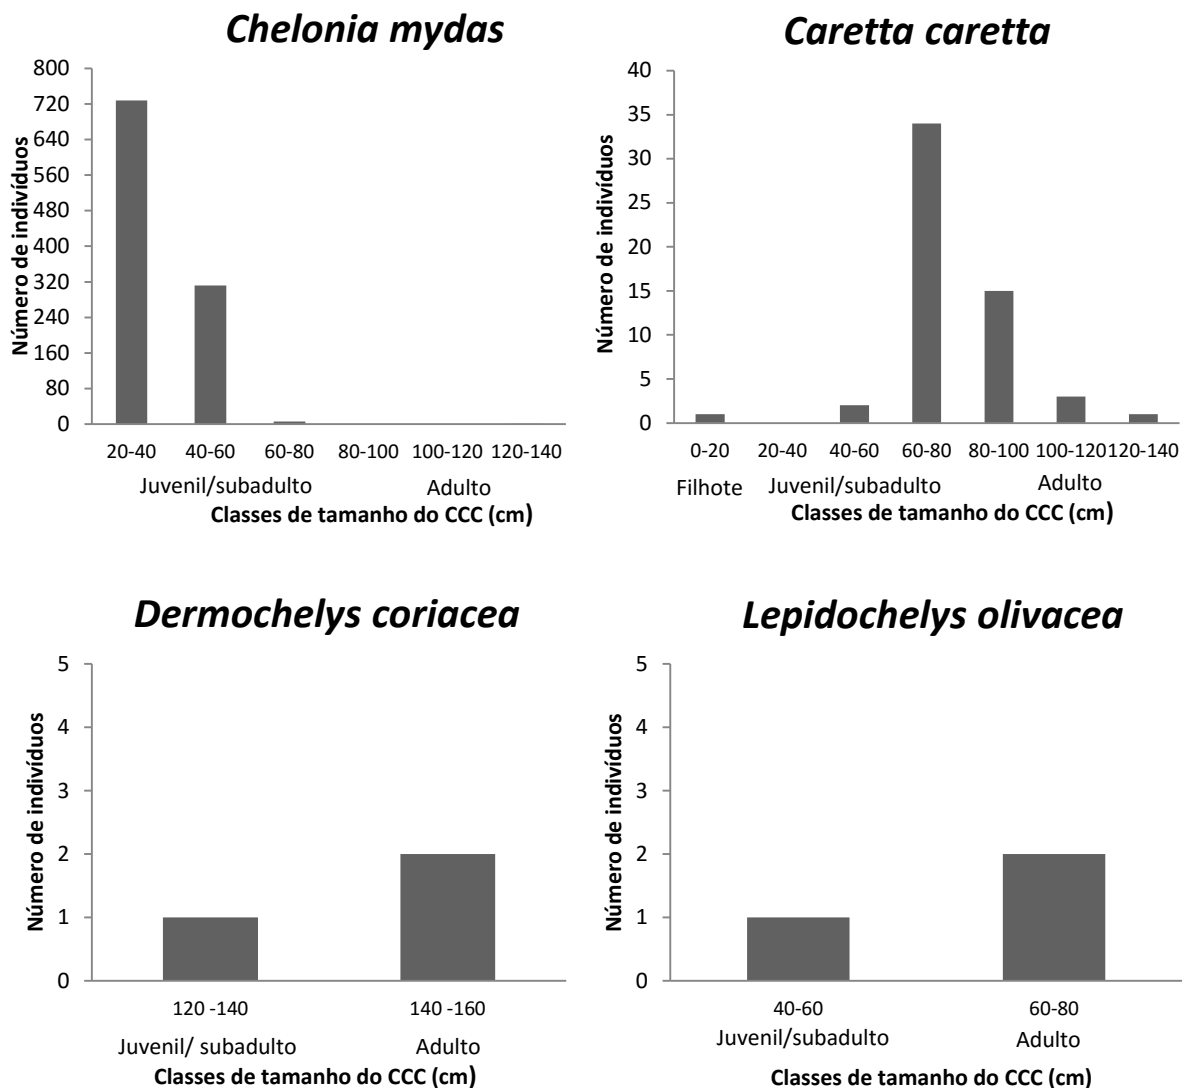 Chelonia mydas
Número de indivíduos
800
720
640
560
480
400
320
240
160
80
0
20-40 40-60 60-80 80-100 100-120 120-140
Juvenil/subadulto Adulto
Classes de tamanho do CCC (cm)
Caretta caretta
Número de indivíduos
40
35
30
25
20
15
10
5
0
0-20 20-40 40-60 60-80 80-100 100-120 120-140
Filhote Juvenil/subadulto Adulto
Classes de tamanho do CCC (cm)
Dermochelys coriacea
Número de indivíduos
5
4
3
2
1
0
120 -140 140 -160
Juvenil/ subadulto Adulto
Classes de tamanho do CCC (cm)
Lepidochelys olivacea
Número de indivíduos
5
4
3
2
1
0
40-60 60-80
Juvenil/subadulto Adulto
Classes de tamanho do CCC (cm)